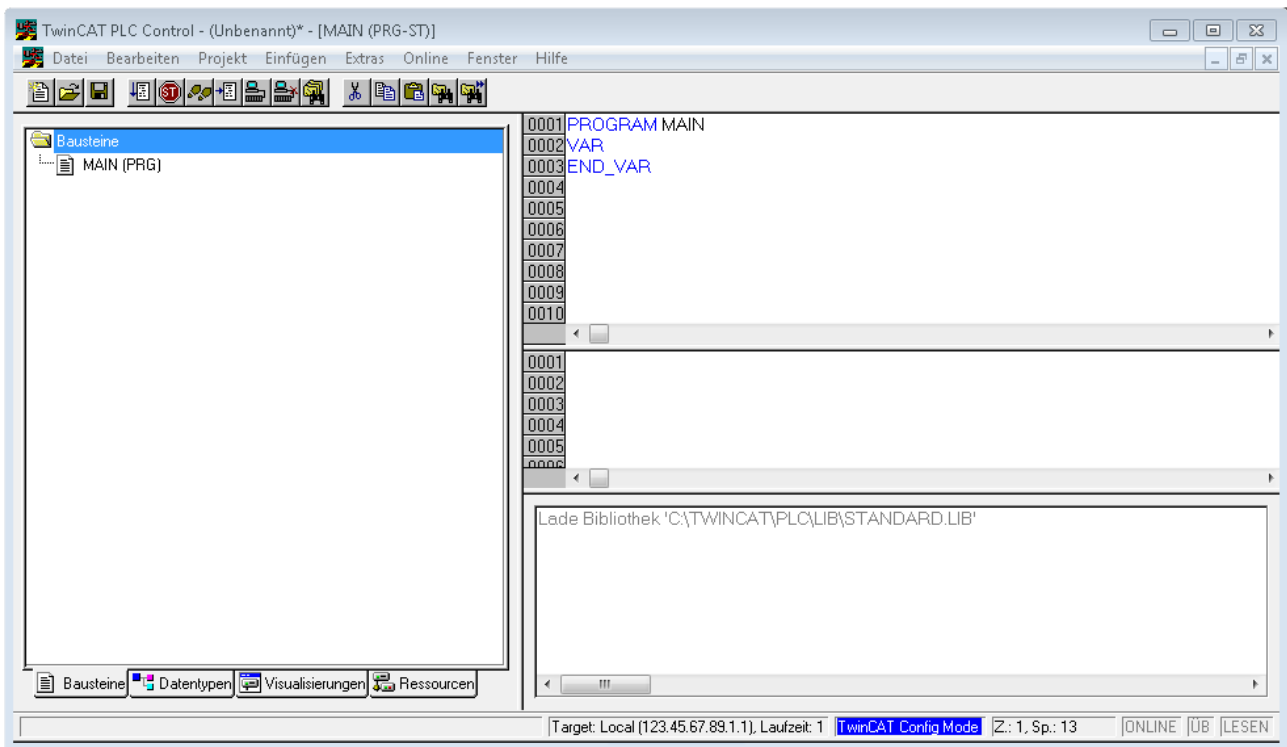 TwinCAT PLC Control - (Unbenannt)* - [MAIN (PRG-ST)]
Datei Bearbeiten Projekt Einfügen Extras Online Fenster Hilfe
Bausteine
MAIN (PRG)
0001 PROGRAM MAIN
0002 VAR
0003 END_VAR
0004
0005
0006
0007
0008
0009
0010
0001
0002
0003
0004
0005
0006
Lade Bibliothek 'C:\TWINCAT\PLC\LIB\STANDARD.LIB'
Bausteine Datentypen Visualisierungen Ressourcen
Target: Local (123.45.67.89.1.1), Laufzeit: 1 TwinCAT Config Mode Z.: 1, Sp.: 13 ONLINE ÜB LESEN